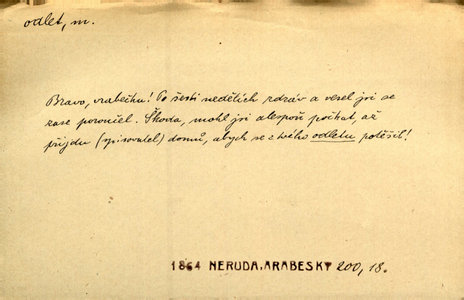 odlet, m.
Bravo, vrabečku! Po šesti nedělích zdráv a vesel jsi se
zase poroučel. Škoda, mohl jsi alespoň počkat, až
přijdu (spisovatel) domů, abych se z tvého odletu potěšil!
1864 NERUDA, ARABESKY 200, 18.